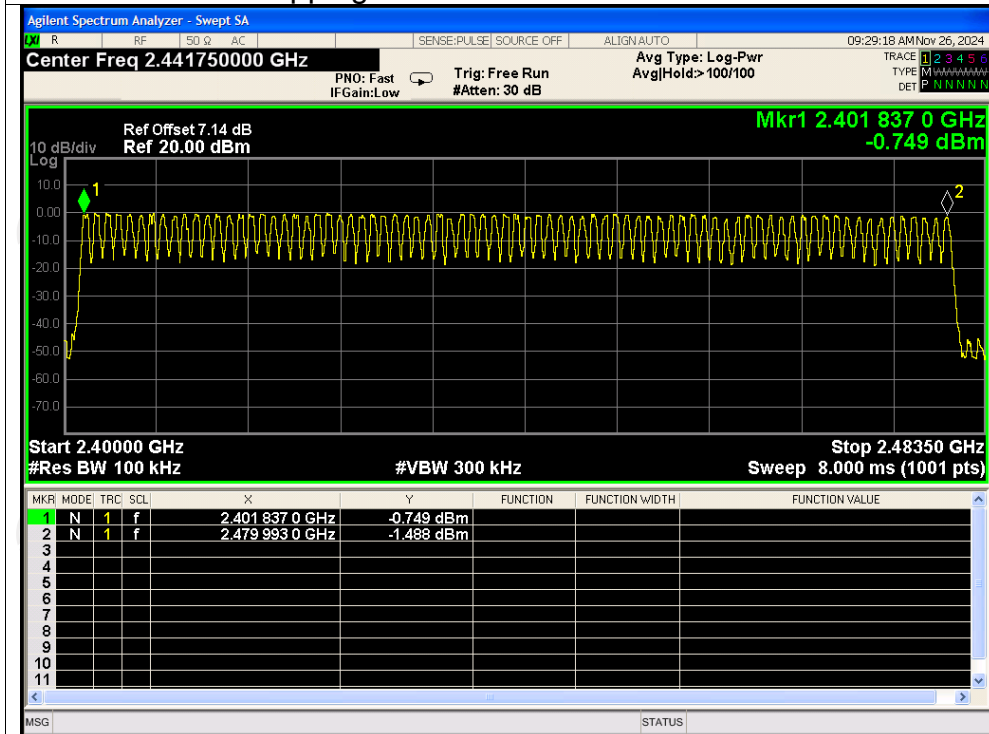 Agilent Spectrum Analyzer - Swept SA
LXI R RF 50 Ω AC SENSE:PULSE SOURCE OFF ALIGN AUTO 09:29:18 AM Nov 26, 2024
Center Freq 2.441750000 GHz
PNO: Fast
IFGain:Low
Trig: Free Run
#Atten: 30 dB
Avg Type: Log-Pwr
Avg|Hold:>100/100
TRACE 1 2 3 4 5 6
TYPE M W W W W W
DET P N N N N N
Mkr1 2.401 837 0 GHz
-0.749 dBm
Ref Offset 7.14 dB
10 dB/div Ref 20.00 dBm
Log
10.0
0.00
-10.0
-20.0
-30.0
-40.0
-50.0
-60.0
-70.0
1
2
Start 2.40000 GHz Stop 2.48350 GHz
#Res BW 100 kHz #VBW 300 kHz Sweep 8.000 ms (1001 pts)
MKR MODE TRC SCL X Y FUNCTION FUNCTION WIDTH FUNCTION VALUE
1 N 1 f 2.401 837 0 GHz -0.749 dBm
2 N 1 f 2.479 993 0 GHz -1.488 dBm
3
4
5
6
7
8
9
10
11
MSG STATUS